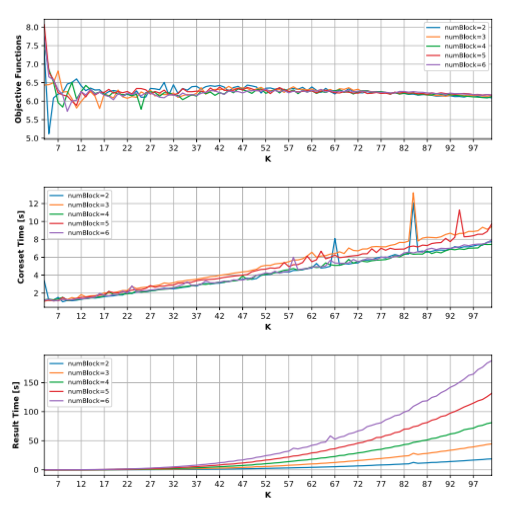 Objective Functions
8.0
7.5
7.0
6.5
6.0
5.5
5.0
numBlock=2
numBlock=3
numBlock=4
numBlock=5
numBlock=6
7 12 17 22 27 32 37 42 47 52 57 62 67 72 77 82 87 92 97
K
Coreset Time [s]
12
10
8
6
4
2
numBlock=2
numBlock=3
numBlock=4
numBlock=5
numBlock=6
7 12 17 22 27 32 37 42 47 52 57 62 67 72 77 82 87 92 97
K
Result Time [s]
150
100
50
0
numBlock=2
numBlock=3
numBlock=4
numBlock=5
numBlock=6
7 12 17 22 27 32 37 42 47 52 57 62 67 72 77 82 87 92 97
K